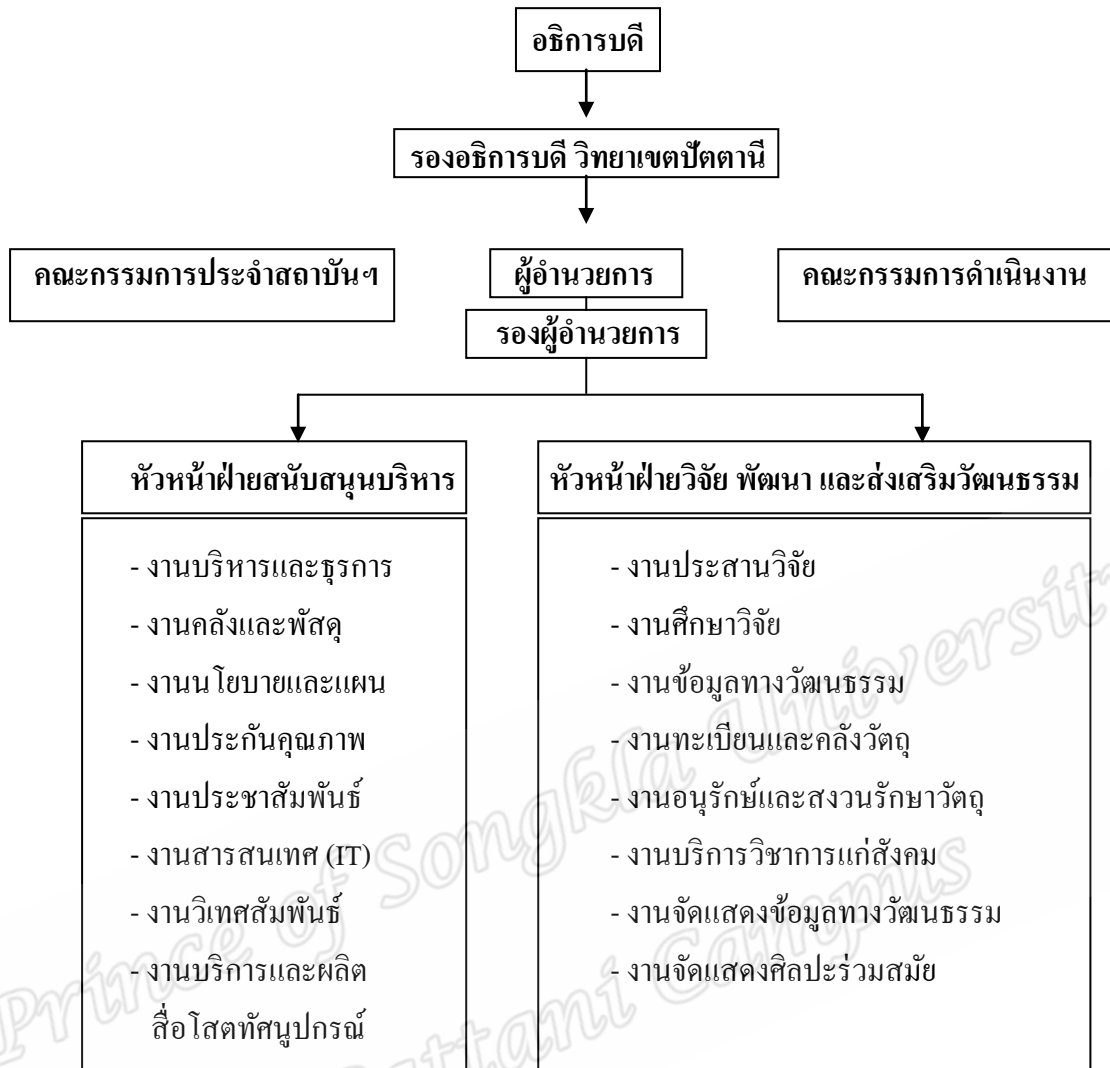 อธิการบดี
รองอธิการบดี วิทยาเขตปัตตานี
คณะกรรมการประจำสถาบันฯ
ผู้อำนวยการ
คณะกรรมการดำเนินงาน
รองผู้อำนวยการ
หัวหน้าฝ่ายสนับสนุนบริหาร
- งานบริหารและธุรการ
- งานคลังและพัสดุ
- งานนโยบายและแผน
- งานประกันคุณภาพ
- งานประชาสัมพันธ์
- งานสารสนเทศ (IT)
- งานวิเทศสัมพันธ์
- งานบริการและผลิต
สื่อโสตทัศนูปกรณ์
หัวหน้าฝ่ายวิจัย พัฒนา และส่งเสริมวัฒนธรรม
- งานประสานวิจัย
- งานศึกษาวิจัย
- งานข้อมูลทางวัฒนธรรม
- งานทะเบียนและคลังวัตถุ
- งานอนุรักษ์และสงวนรักษาวัตถุ
- งานบริการวิชาการแก่สังคม
- งานจัดแสดงข้อมูลทางวัฒนธรรม
- งานจัดแสดงศิลปะร่วมสมัย
Prince of Songkla Universit
Pattani Campus